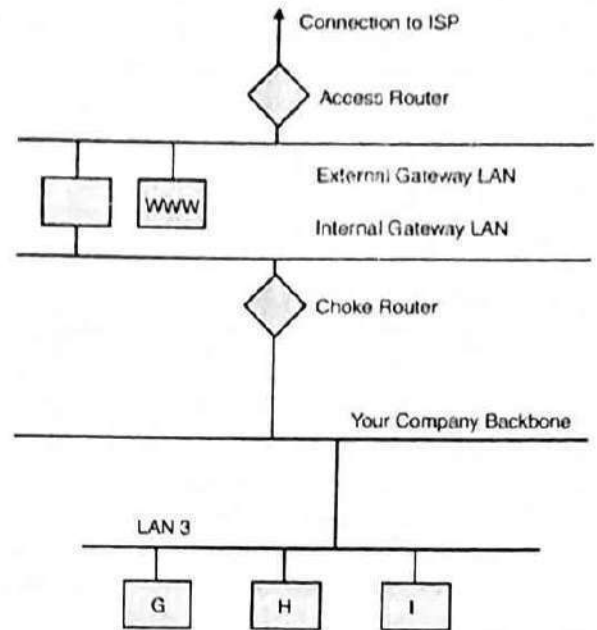 Connection to ISP
Access Router
External Gateway LAN
WWW
Internal Gateway LAN
Choke Router
Your Company Backbone
LAN 3
G
H
I